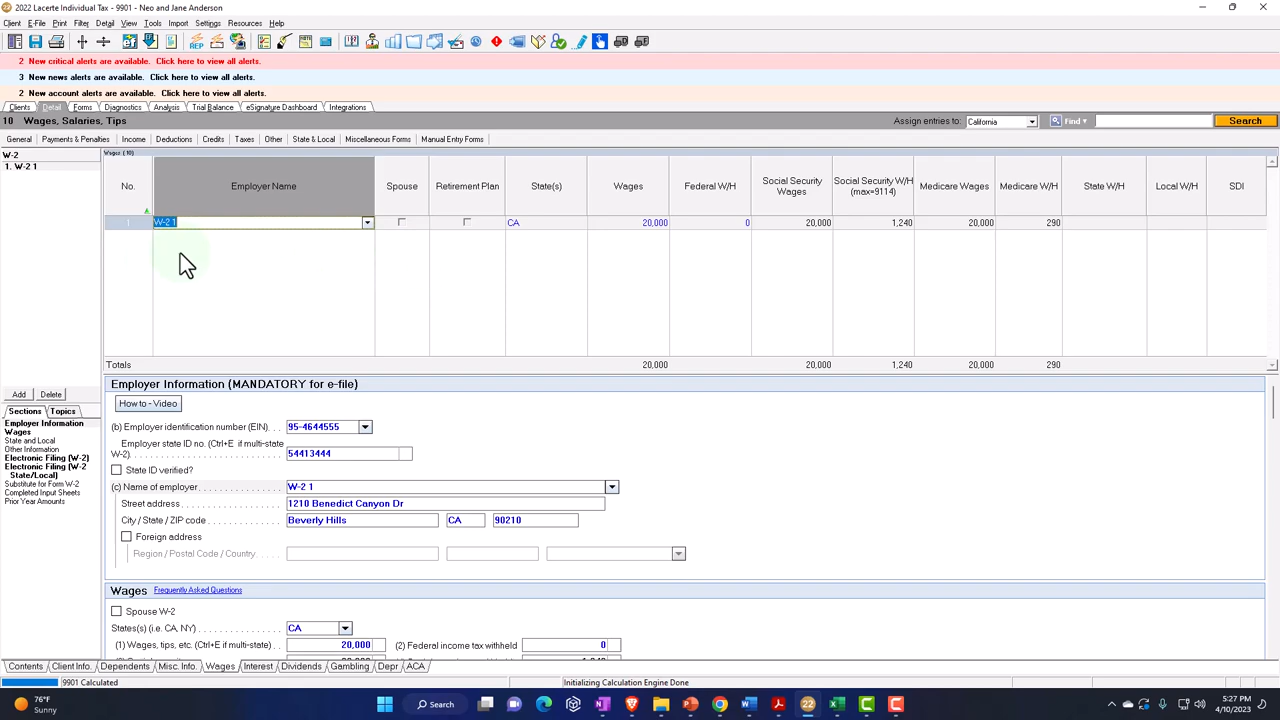 2022 Lacerte Individual Tax - 9901 - Neo and Jane Anderson
Client E-File Print Filter Detail View Tools Import Settings Resources Help
2 New critical alerts are available. Click here to view all alerts.
3 New news alerts are available. Click here to view all alerts.
2 New account alerts are available. Click here to view all alerts.
Clients Detail Forms Diagnostics Analysis Trial Balance eSignature Dashboard Integrations
10 Wages, Salaries, Tips Assign entries to: California Find Search
General Payments & Penalties Income Deductions Credits Taxes Other State & Local Miscellaneous Forms Manual Entry Forms
W-2
1. W-2 1
Wages (10)
No. Employer Name Spouse Retirement Plan State(s) Wages Federal W/H Social Security Wages Social Security W/H (max=9114) Medicare Wages Medicare W/H State W/H Local W/H SDI
1 W-2 1 CA 20,000 0 20,000 1,240 20,000 290
Totals 20,000 20,000 1,240 20,000 290
Add Delete
Sections Topics
Employer Information
Wages
State and Local
Other Information
Electronic Filing (W-2)
Electronic Filing (W-2
State/Local)
Substitute for Form W-2
Completed Input Sheets
Prior Year Amounts
Employer Information (MANDATORY for e-file)
How to - Video
(b) Employer identification number (EIN) 95-4644555
Employer state ID no. (Ctrl+E if multi-state
W-2) 54413444
State ID verified?
(c) Name of employer W-2 1
Street address 1210 Benedict Canyon Dr
City / State / ZIP code Beverly Hills CA 90210
Foreign address
Region / Postal Code / Country
Wages Frequently Asked Questions
Spouse W-2
States(s) (i.e. CA, NY) CA
(1) Wages, tips, etc. (Ctrl+E if multi-state) 20,000 (2) Federal income tax withheld 0
Contents Client Info. Dependents Misc. Info. Wages Interest Dividends Gambling Depr ACA
9901 Calculated Initializing Calculation Engine Done
76°F
Sunny
Search
5:27 PM
4/10/2023